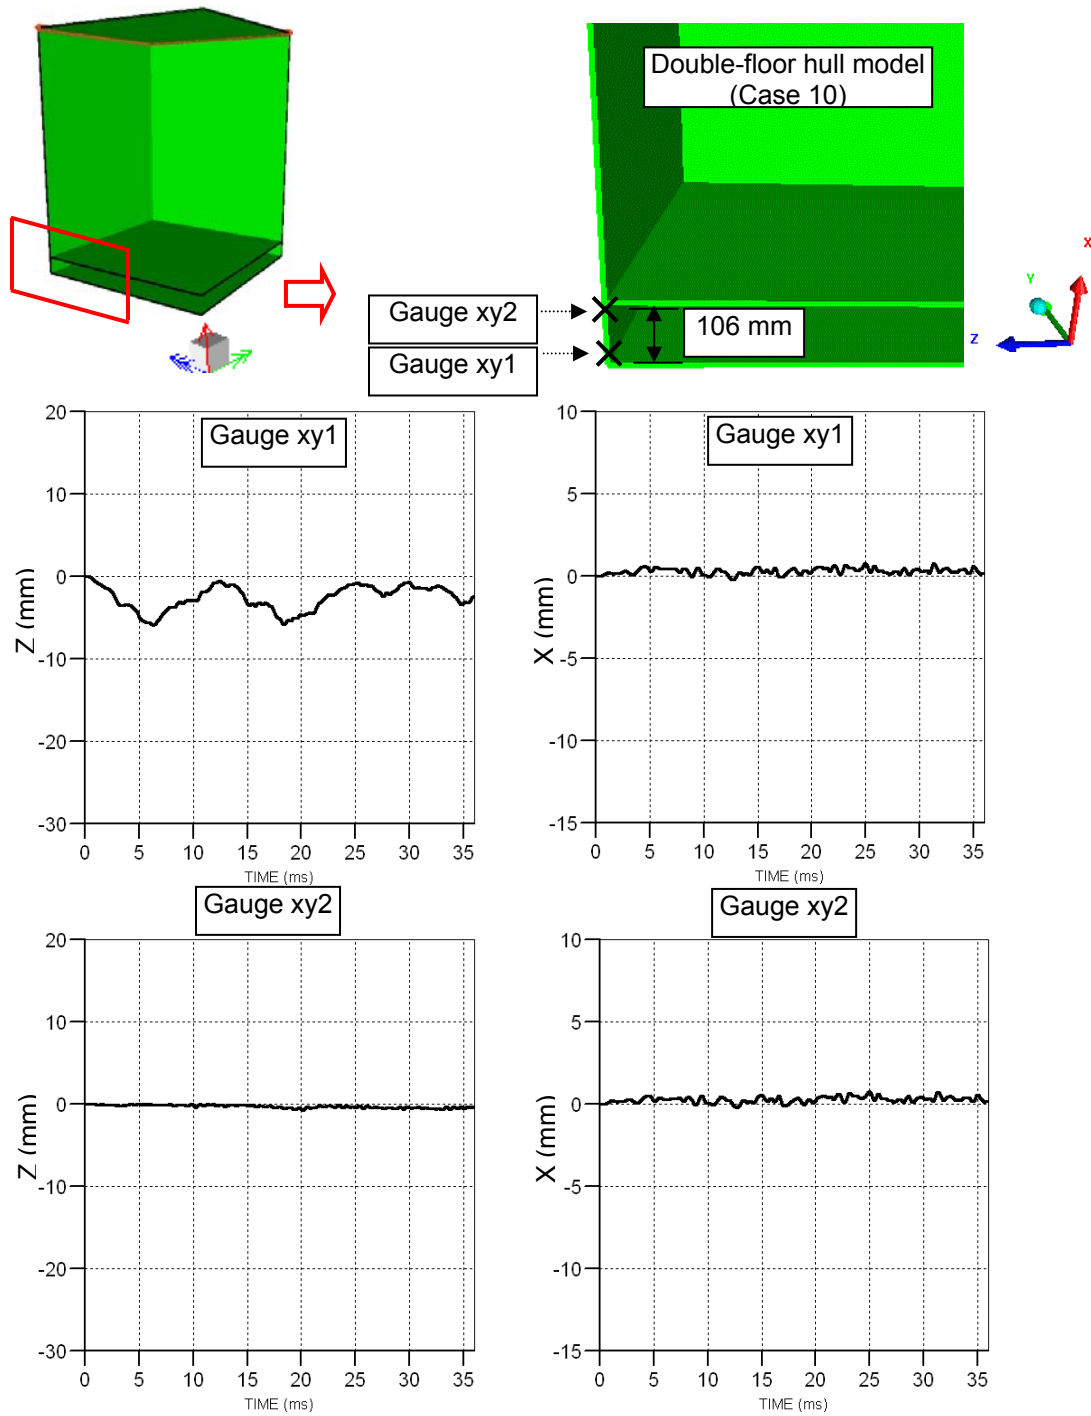 Double-floor hull model
(Case 10)
X
Y
Z
Gauge xy2
106 mm
Gauge xy1
Gauge xy1
20
10
0
-10
-20
-30
Z (mm)
0 5 10 15 20 25 30 35
TIME (ms)
Gauge xy1
10
5
0
-5
-10
-15
X (mm)
0 5 10 15 20 25 30 35
TIME (ms)
Gauge xy2
20
10
0
-10
-20
-30
Z (mm)
0 5 10 15 20 25 30 35
TIME (ms)
Gauge xy2
10
5
0
-5
-10
-15
X (mm)
0 5 10 15 20 25 30 35
TIME (ms)